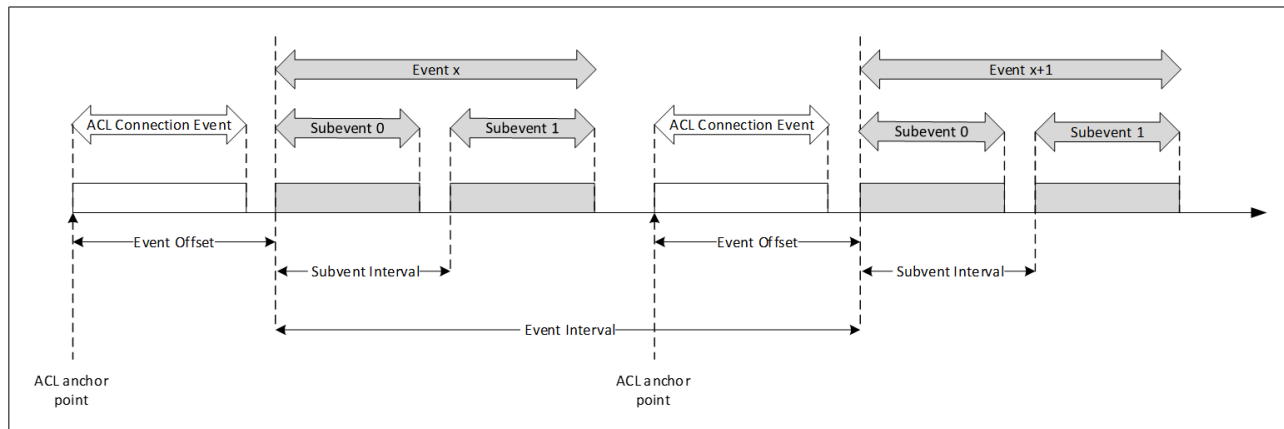 Event x
Event x+1
ACL Connection Event
Subevent 0
Subevent 1
ACL Connection Event
Subevent 0
Subevent 1
Event Offset
Event Offset
Subvent Interval
Subvent Interval
Event Interval
ACL anchor
point
ACL anchor
point